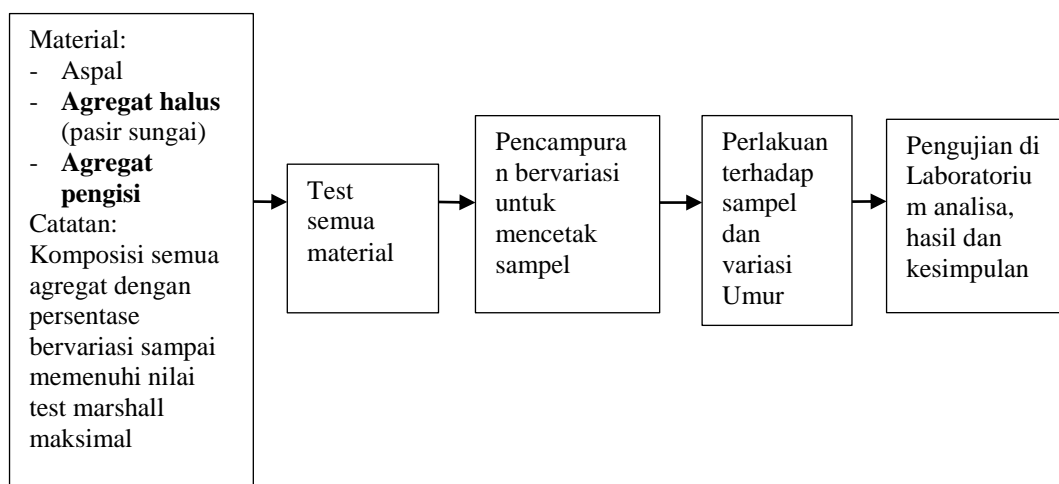 Material:
- Aspal
- Agregat halus
(pasir sungai)
- Agregat
pengisi
Catatan:
Komposisi semua
agregat dengan
persentase
bervariasi sampai
memenuhi nilai
test marshall
maksimal
Test
semua
material
Pencampura
n bervariasi
untuk
mencetak
sampel
Perlakuan
terhadap
sampel
dan
variasi
Umur
Pengujian di
Laboratoriu
m analisa,
hasil dan
kesimpulan